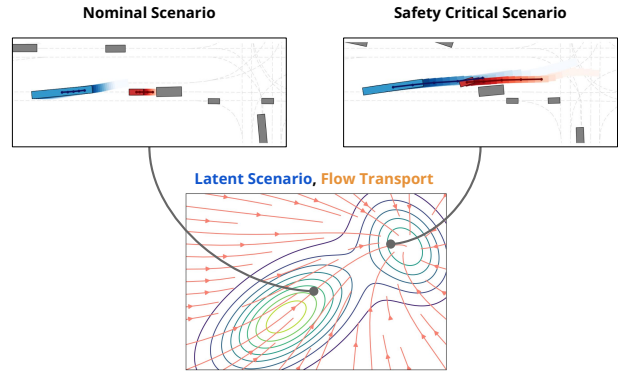 Nominal Scenario
Safety Critical Scenario
Latent Scenario, Flow Transport